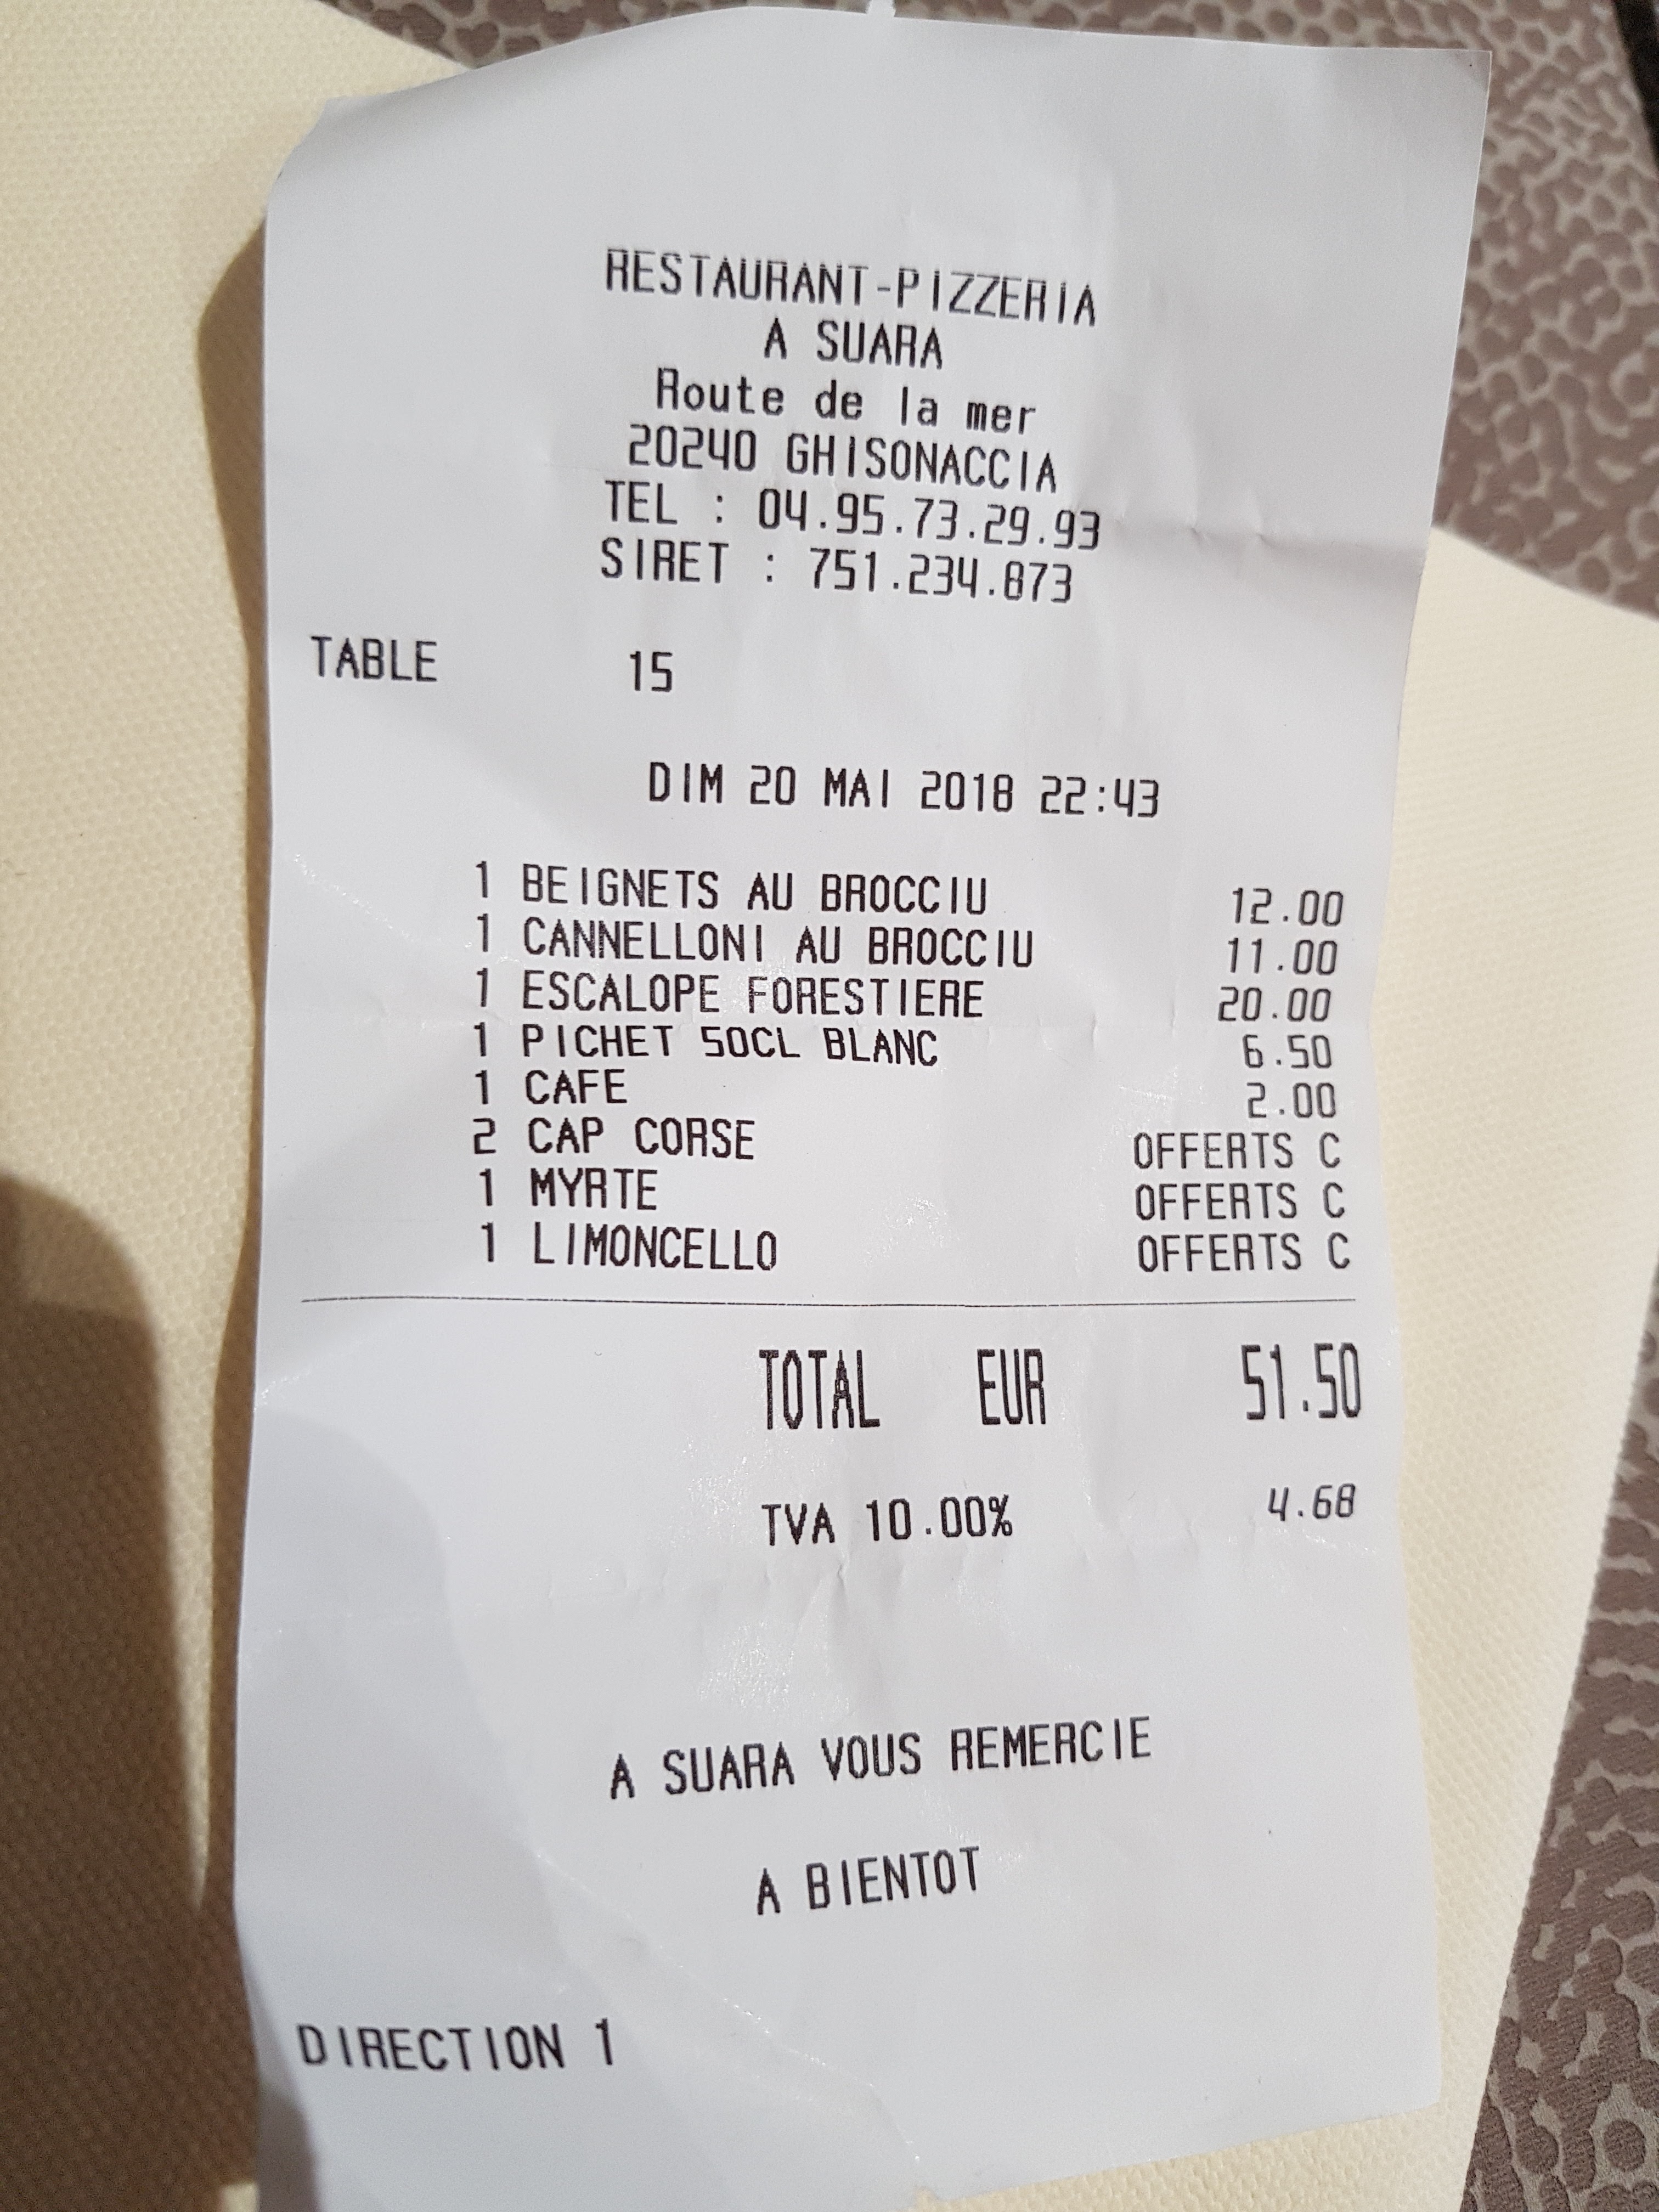 RESTAURANT-PIZZERIA
A SUARA
Route de la mer
20240 GHISONACCIA
TEL : 04.95.73.29.93
SIRET : 751.234.873
TABLE 15
DIM 20 MAI 2018 22:43
1 BEIGNETS AU BROCCIU 12.00
1 CANNELLONI AU BROCCIU 11.00
1 ESCALOPE FORESTIERE 20.00
1 PICHET 50CL BLANC 6.50
1 CAFE 2.00
2 CAP CORSE OFFERTS C
1 MYRTE OFFERTS C
1 LIMONCELLO OFFERTS C
TOTAL EUR 51.50
TVA 10.00% 4.68
A SUARA VOUS REMERCIE
A BIENTOT
DIRECTION 1